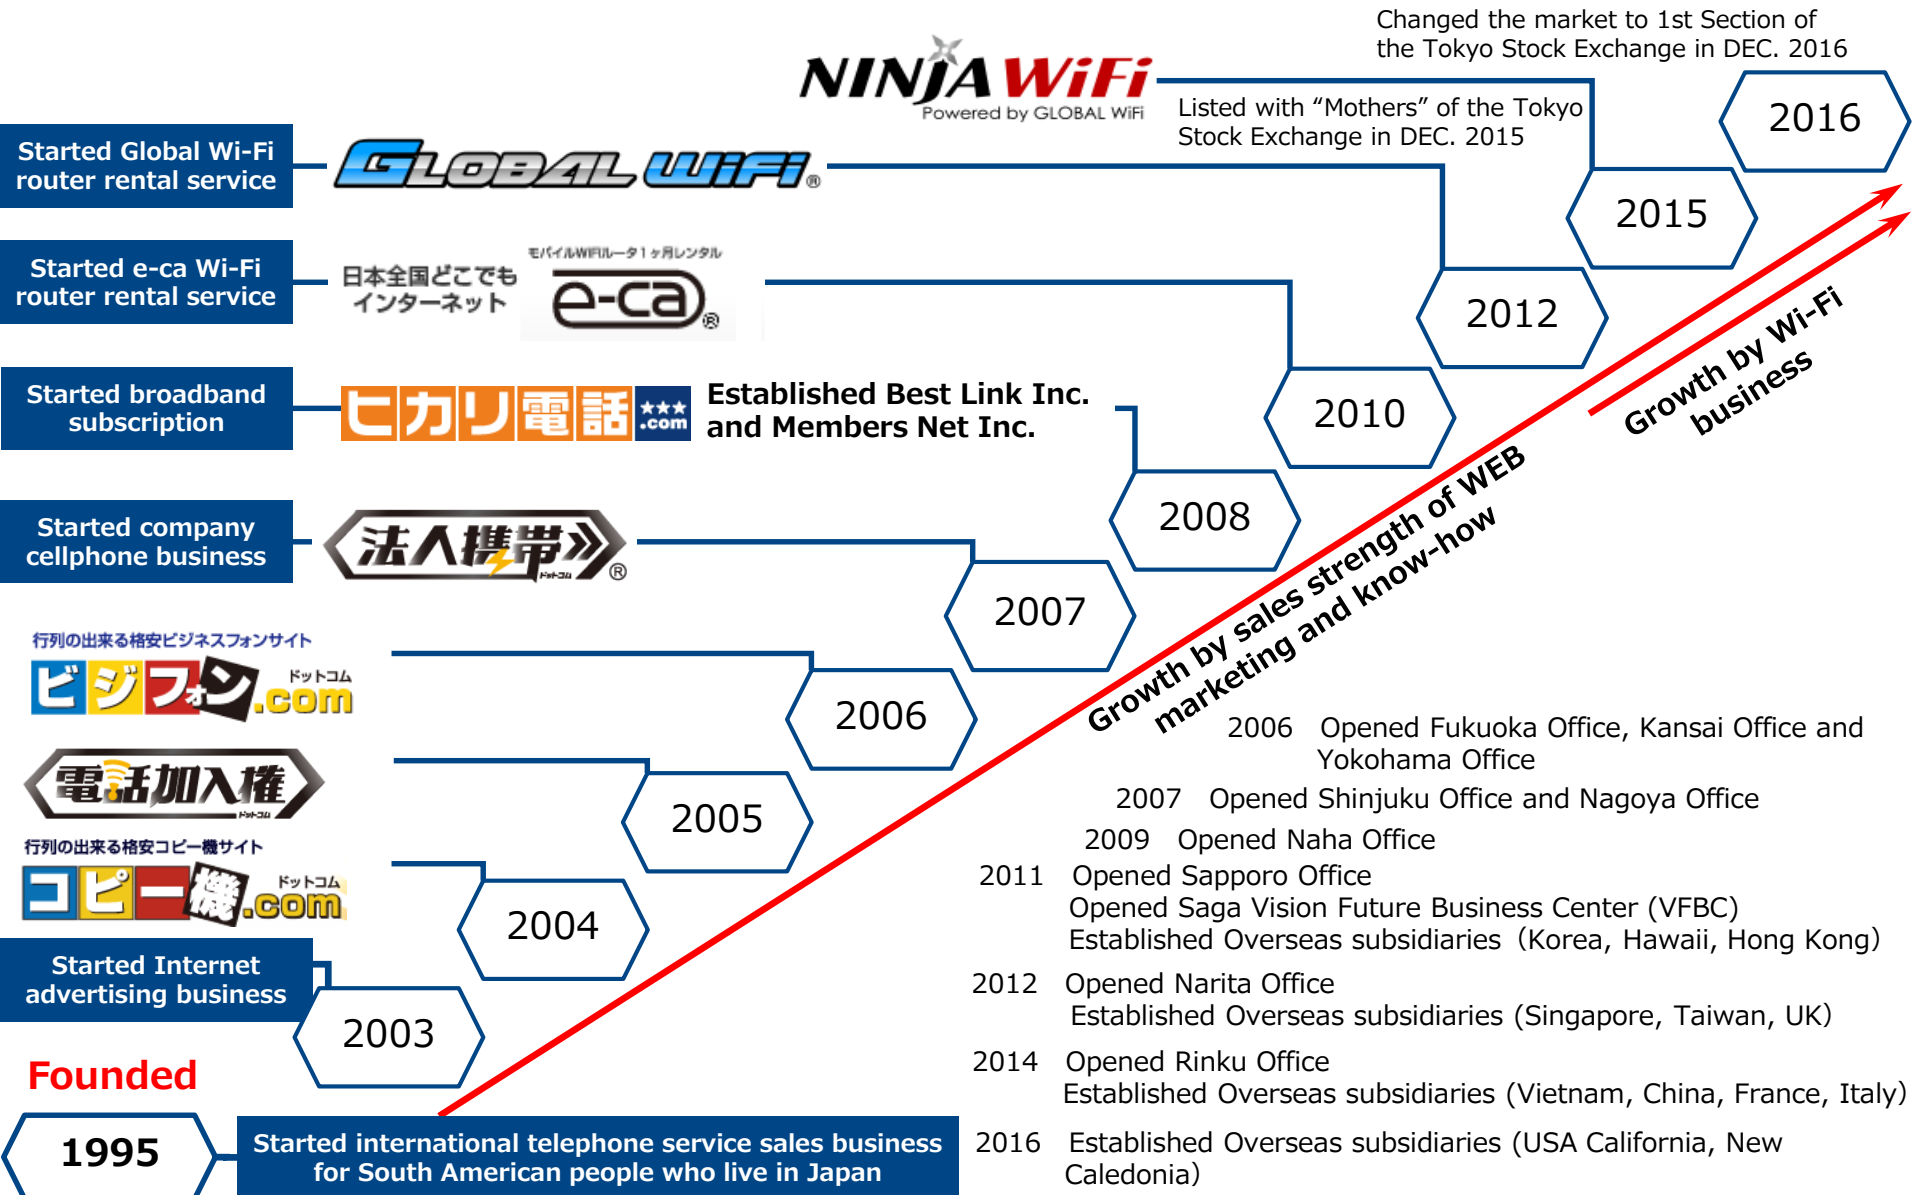 Changed the market to 1st Section of
the Tokyo Stock Exchange in DEC. 2016
NINJA WiFi
Powered by GLOBAL WiFi
Listed with “Mothers” of the Tokyo
Stock Exchange in DEC. 2015
2016
Started Global Wi-Fi
router rental service
GLOBAL WiFi®
2015
Started e-ca Wi-Fi
router rental service
日本全国どこでも
インターネット
モバイルWIFIルータ1ヶ月レンタル
e-ca®
2012
Growth by Wi-Fi
business
Started broadband
subscription
ヒカリ電話
★★★
.com
Established Best Link Inc.
and Members Net Inc.
2010
Started company
cellphone business
法人携帯
ドットコム
®
2008
Growth by sales strength of WEB
marketing and know-how
2007
行列の出来る格安ビジネスフォンサイト
ビジフォン
ドットコム
.com
2006
電話加入権
ドットコム
2005
行列の出来る格安コピー機サイト
コピー機
ドットコム
.com
2004
Started Internet
advertising business
2003
Founded
1995
Started international telephone service sales business
for South American people who live in Japan
2006 Opened Fukuoka Office, Kansai Office and
Yokohama Office
2007 Opened Shinjuku Office and Nagoya Office
2009 Opened Naha Office
2011 Opened Sapporo Office
Opened Saga Vision Future Business Center (VFBC)
Established Overseas subsidiaries（Korea, Hawaii, Hong Kong）
2012 Opened Narita Office
Established Overseas subsidiaries (Singapore, Taiwan, UK）
2014 Opened Rinku Office
Established Overseas subsidiaries (Vietnam, China, France, Italy）
2016 Established Overseas subsidiaries (USA California, New
Caledonia）